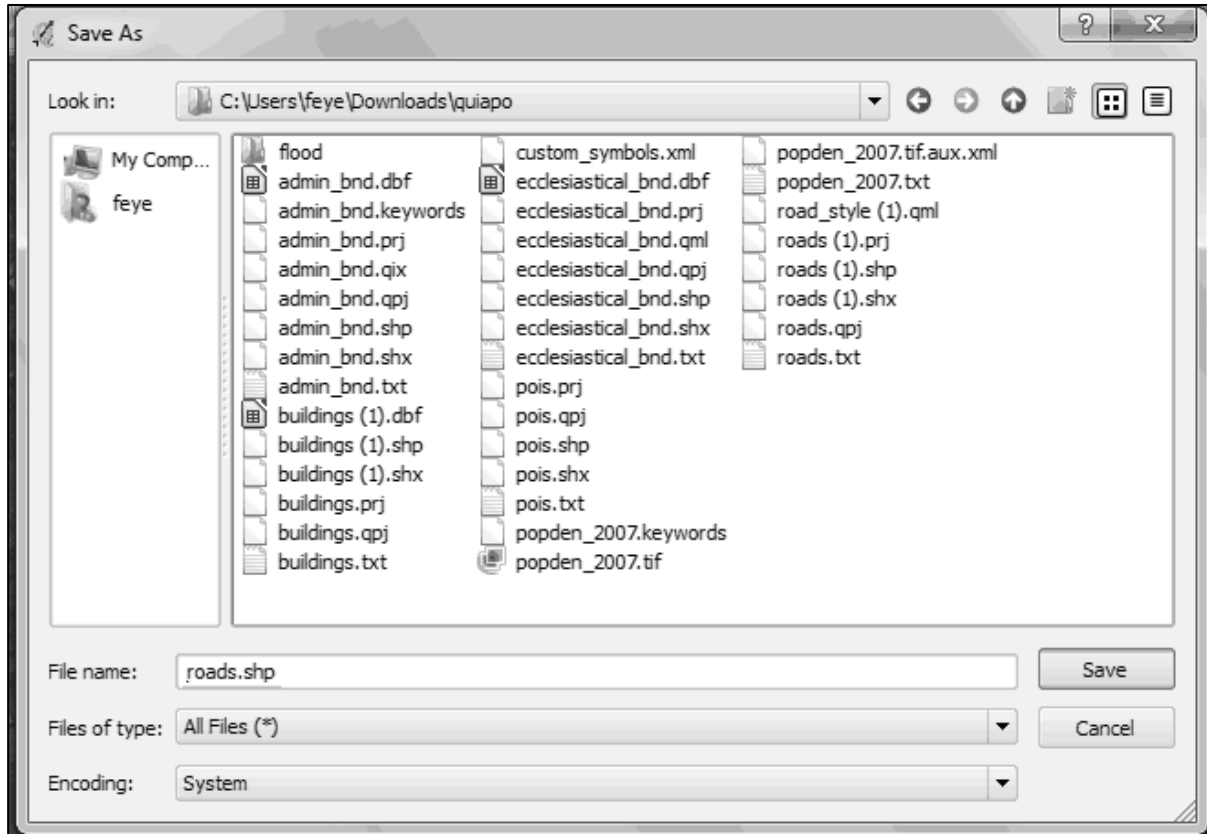 Save As
?
X
Look in:
C:\Users\feye\Downloads\quiapo
My Comp...
feye
flood
admin_bnd.dbf
admin_bnd.keywords
admin_bnd.prj
admin_bnd.qix
admin_bnd.qpj
admin_bnd.shp
admin_bnd.shx
admin_bnd.txt
buildings (1).dbf
buildings (1).shp
buildings (1).shx
buildings.prj
buildings.qpj
buildings.txt
custom_symbols.xml
ecclesiastical_bnd.dbf
ecclesiastical_bnd.prj
ecclesiastical_bnd.qml
ecclesiastical_bnd.qpj
ecclesiastical_bnd.shp
ecclesiastical_bnd.shx
ecclesiastical_bnd.txt
pois.prj
pois.qpj
pois.shp
pois.shx
pois.txt
popden_2007.keywords
popden_2007.tif
popden_2007.tif.aux.xml
popden_2007.txt
road_style (1).qml
roads (1).prj
roads (1).shp
roads (1).shx
roads.qpj
roads.txt
File name:
roads.shp
Save
Files of type:
All Files (*)
Cancel
Encoding:
System